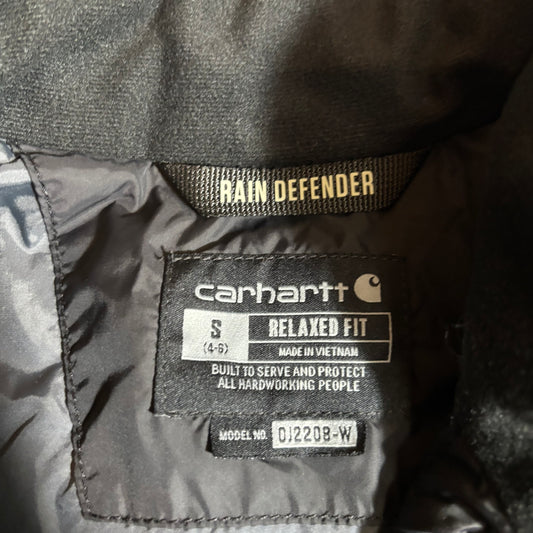 RAIN DEFENDER
carhartt
S
(4-6)
RELAXED FIT
MADE IN VIETNAM
BUILT TO SERVE AND PROTECT
ALL HARDWORKING PEOPLE
MODEL NO. OJ2208-W